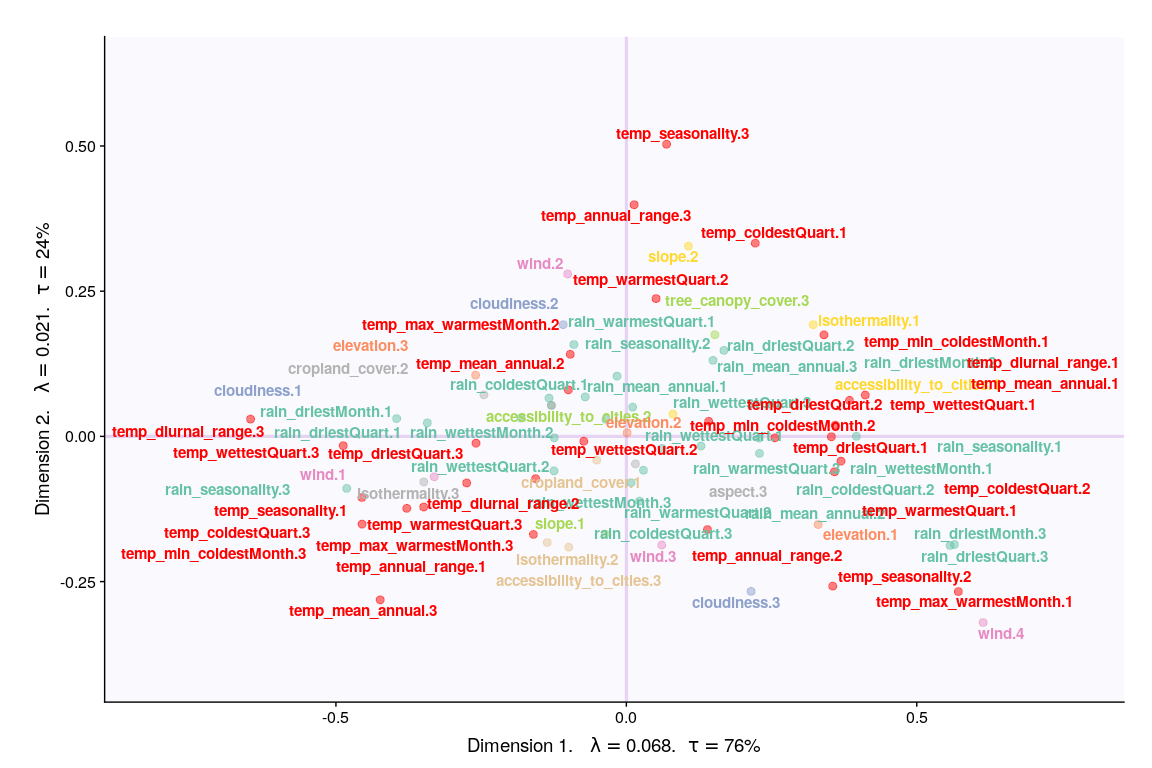 temp_seasonality.3
temp_annual_range.3
temp_coldestQuart.1
slope.2
wind.2
temp_warmestQuart.2
cloudiness.2
tree_canopy_cover.3
temp_max_warmestMonth.2
rain_warmestQuart.1
isothermality.1
elevation.3
rain_seasonality.2
rain_driestQuart.2
temp_min_coldestMonth.1
cropland_cover.2
temp_mean_annual.2
rain_mean_annual.3
temp_diurnal_range.1
cloudiness.1
rain_coldestQuart.1
rain_mean_annual.1
temp_mean_annual.1
rain_driestMonth.1
accessibility_to_cities.2
temp_driestQuart.2
temp_wettestQuart.1
temp_diurnal_range.3
rain_driestQuart.1
rain_wettestMonth.2
elevation.2
temp_min_coldestMonth.2
temp_wettestQuart.3
temp_driestQuart.3
temp_wettestQuart.2
temp_driestQuart.1
rain_seasonality.1
wind.1
rain_wettestQuart.2
rain_warmestQuart.3
rain_wettestMonth.1
rain_seasonality.3
isothermality.3
cropland_cover.1
aspect.3
rain_coldestQuart.2
temp_coldestQuart.2
temp_seasonality.1
temp_diurnal_range.2
rain_wettestMonth.3
rain_warmestQuart.2
rain_mean_annual.2
temp_warmestQuart.1
temp_coldestQuart.3
temp_warmestQuart.3
slope.1
rain_coldestQuart.3
elevation.1
rain_driestMonth.3
temp_min_coldestMonth.3
temp_max_warmestMonth.3
isothermality.2
wind.3
temp_annual_range.2
rain_driestQuart.3
temp_annual_range.1
accessibility_to_cities.3
temp_seasonality.2
temp_mean_annual.3
cloudiness.3
temp_max_warmestMonth.1
wind.4
0.50
0.25
0.00
-0.25
-0.5
0.0
0.5
Dimension 1. λ = 0.068. τ = 76%
Dimension 2. λ = 0.021. τ = 24%